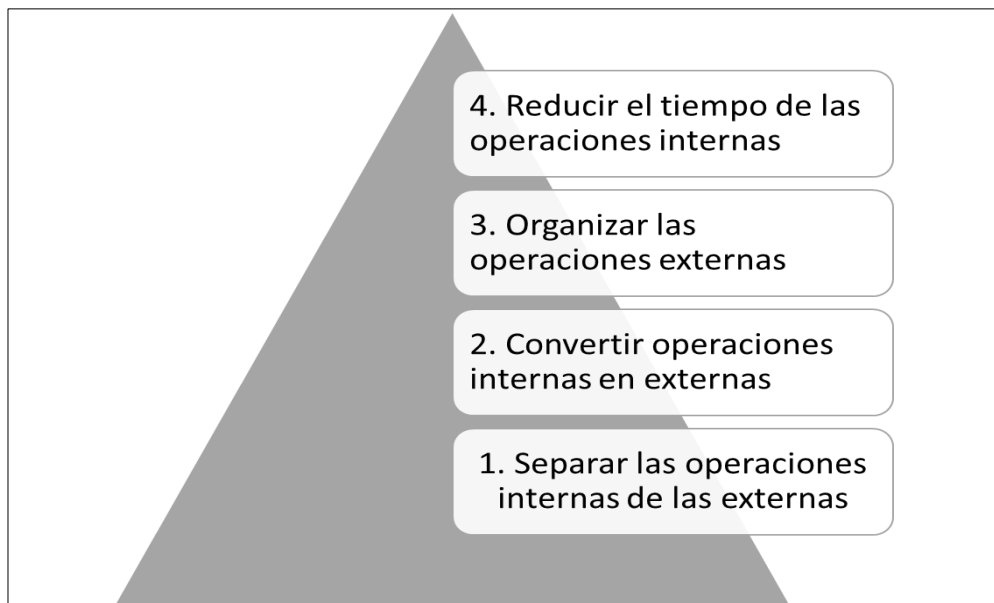 4. Reducir el tiempo de las
operaciones internas
3. Organizar las
operaciones externas
2. Convertir operaciones
internas en externas
1. Separar las operaciones
internas de las externas